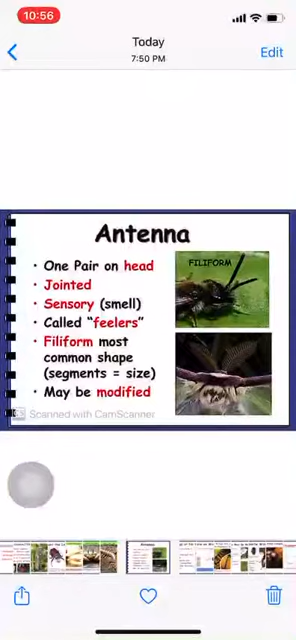 10:56
Today
7:50 PM
Edit
Antenna
• One Pair on head
• Jointed
• Sensory (smell)
• Called “feelers”
• Filiform most
common shape
(segments = size)
• May be modified
FILIFORM
CS Scanned with CamScanner